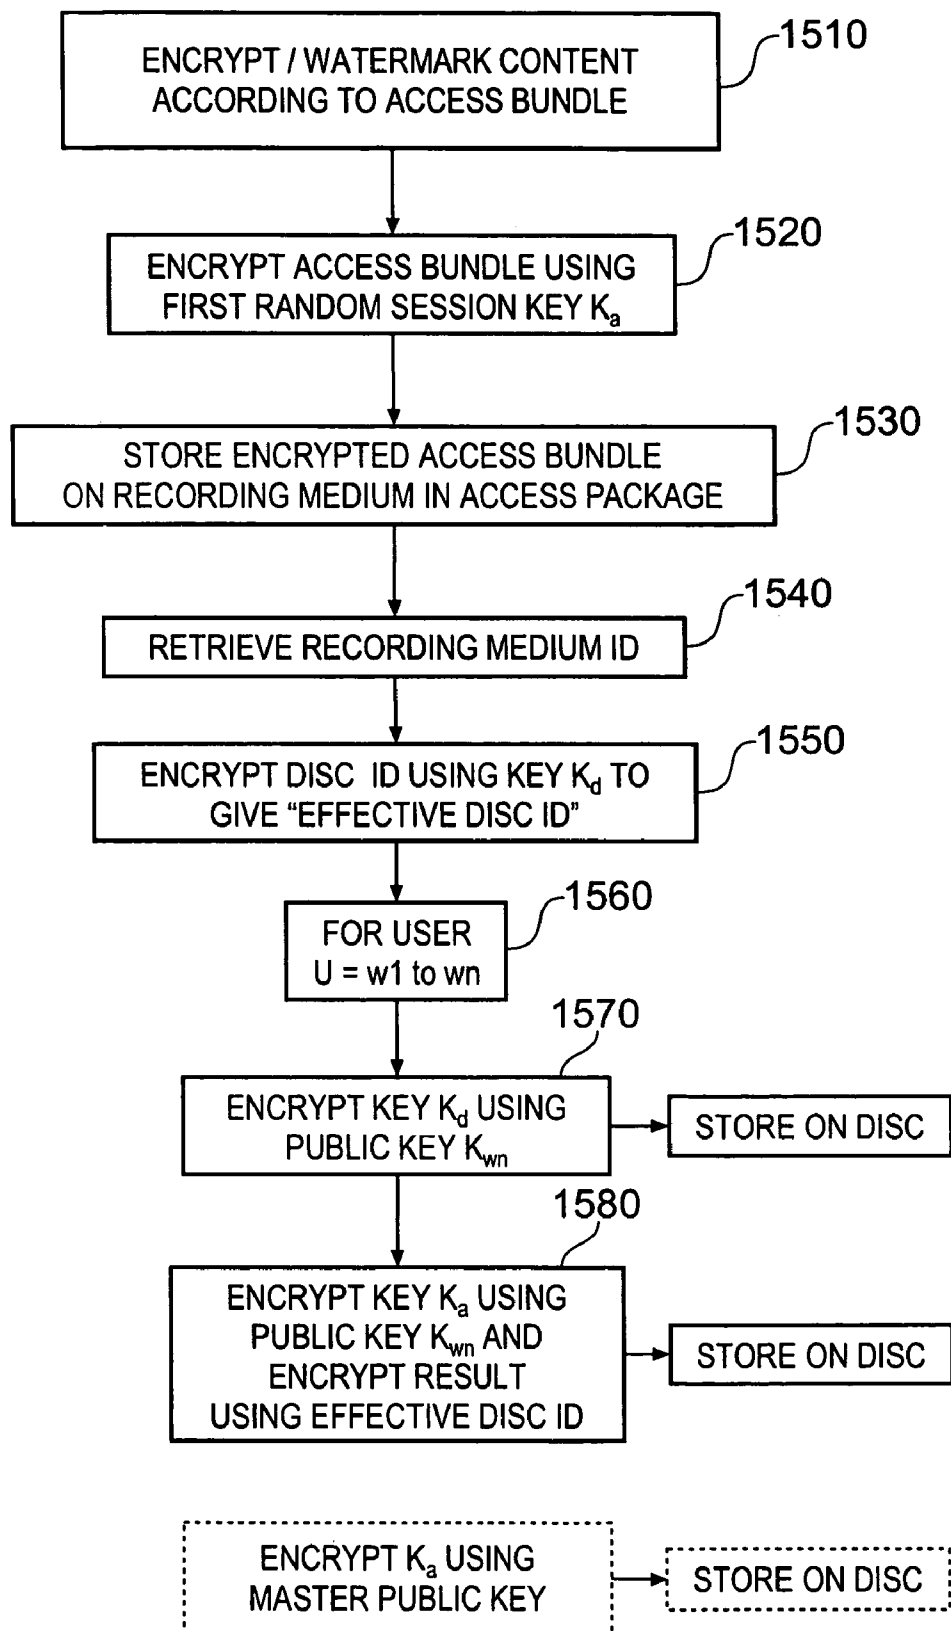 1510
ENCRYPT / WATERMARK CONTENT
ACCORDING TO ACCESS BUNDLE
1520
ENCRYPT ACCESS BUNDLE USING
FIRST RANDOM SESSION KEY Ka
1530
STORE ENCRYPTED ACCESS BUNDLE
ON RECORDING MEDIUM IN ACCESS PACKAGE
1540
RETRIEVE RECORDING MEDIUM ID
1550
ENCRYPT DISC ID USING KEY Kd TO
GIVE “EFFECTIVE DISC ID”
1560
FOR USER
U = w1 to wn
1570
ENCRYPT KEY Kd USING
PUBLIC KEY Kwn
STORE ON DISC
1580
ENCRYPT KEY Ka USING
PUBLIC KEY Kwn AND
ENCRYPT RESULT
USING EFFECTIVE DISC ID
STORE ON DISC
ENCRYPT Ka USING
MASTER PUBLIC KEY
STORE ON DISC